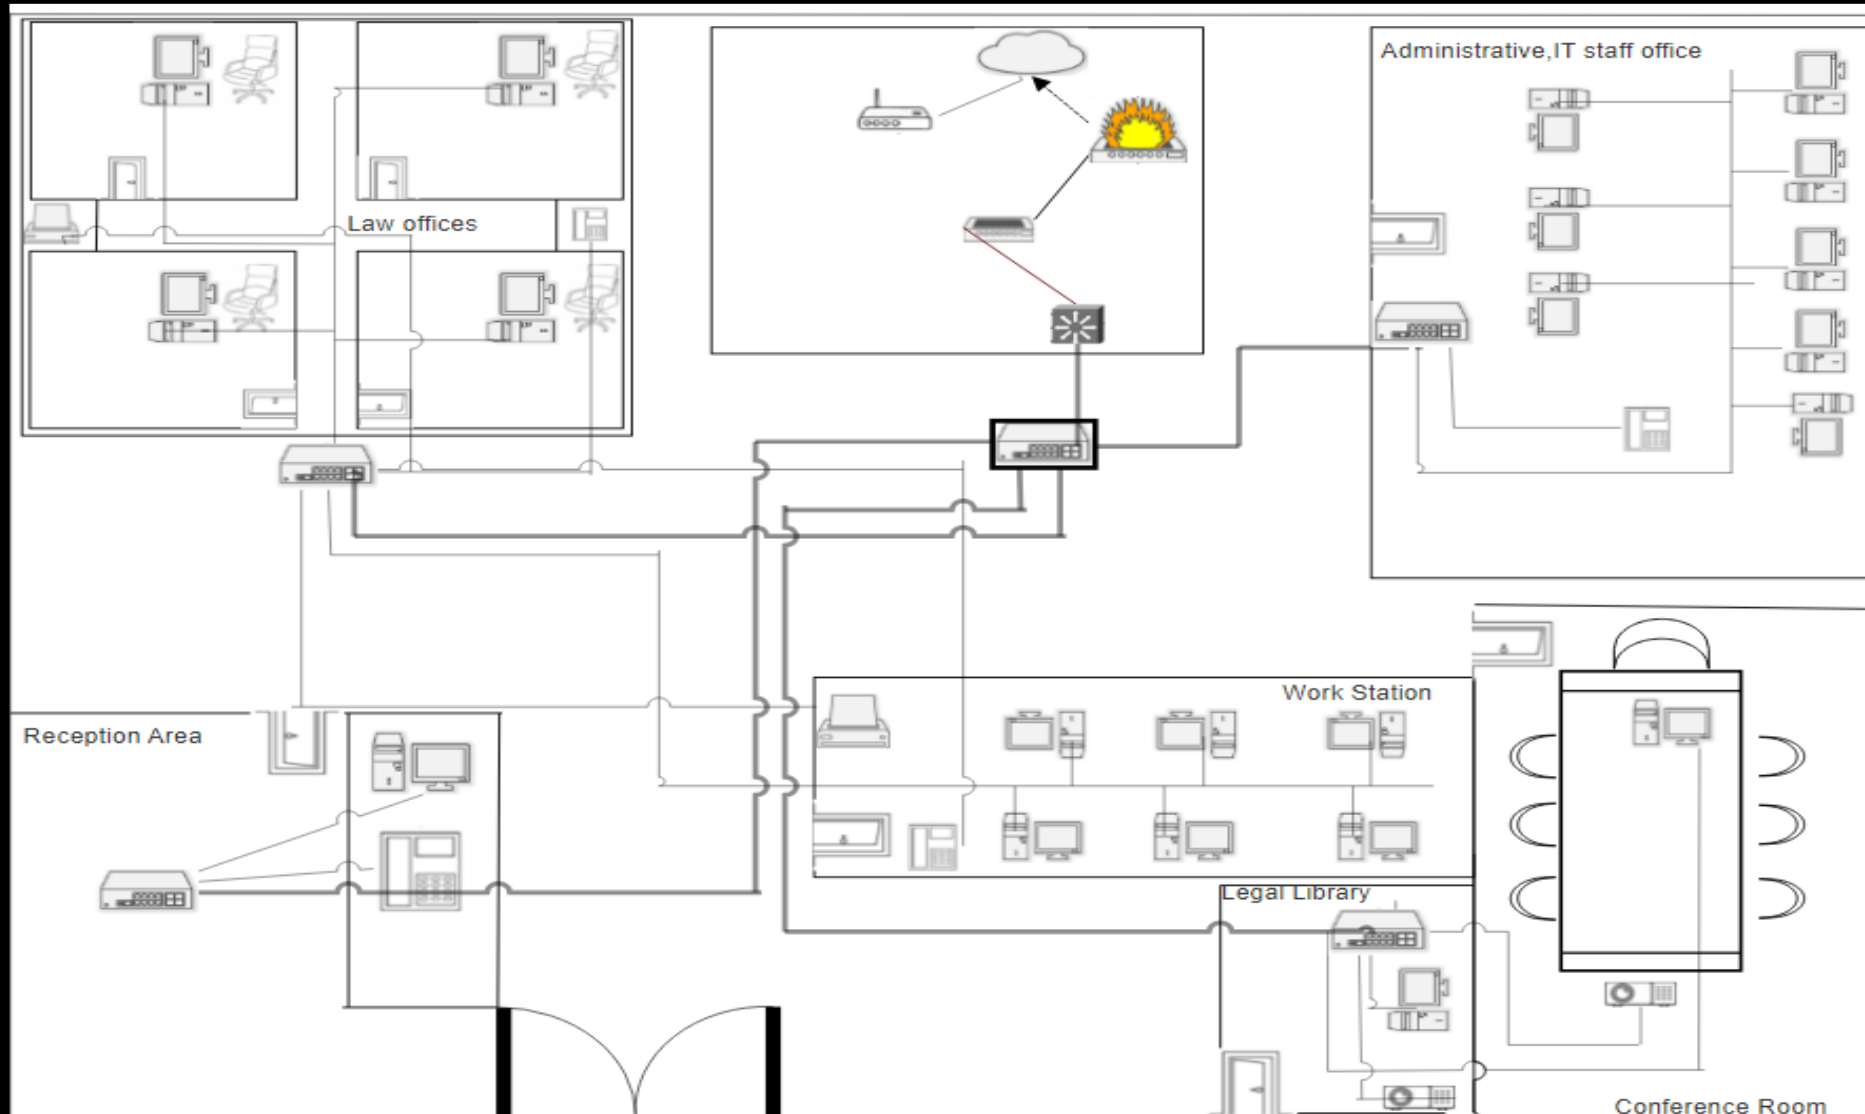 Administrative,IT staff office
Law offices
Work Station
Reception Area
Legal Library
Conference Room